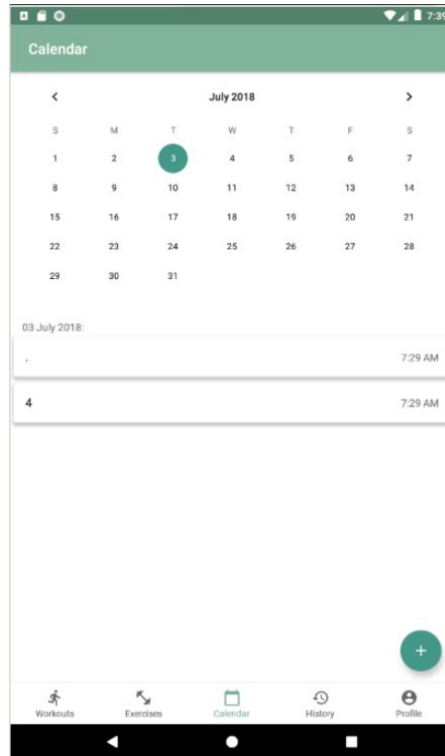 7:39
Calendar
July 2018
S M T W T F S
1 2 3 4 5 6 7
8 9 10 11 12 13 14
15 16 17 18 19 20 21
22 23 24 25 26 27 28
29 30 31
03 July 2018:
. 7:29 AM
4 7:29 AM
Workouts Exercises Calendar History Profile